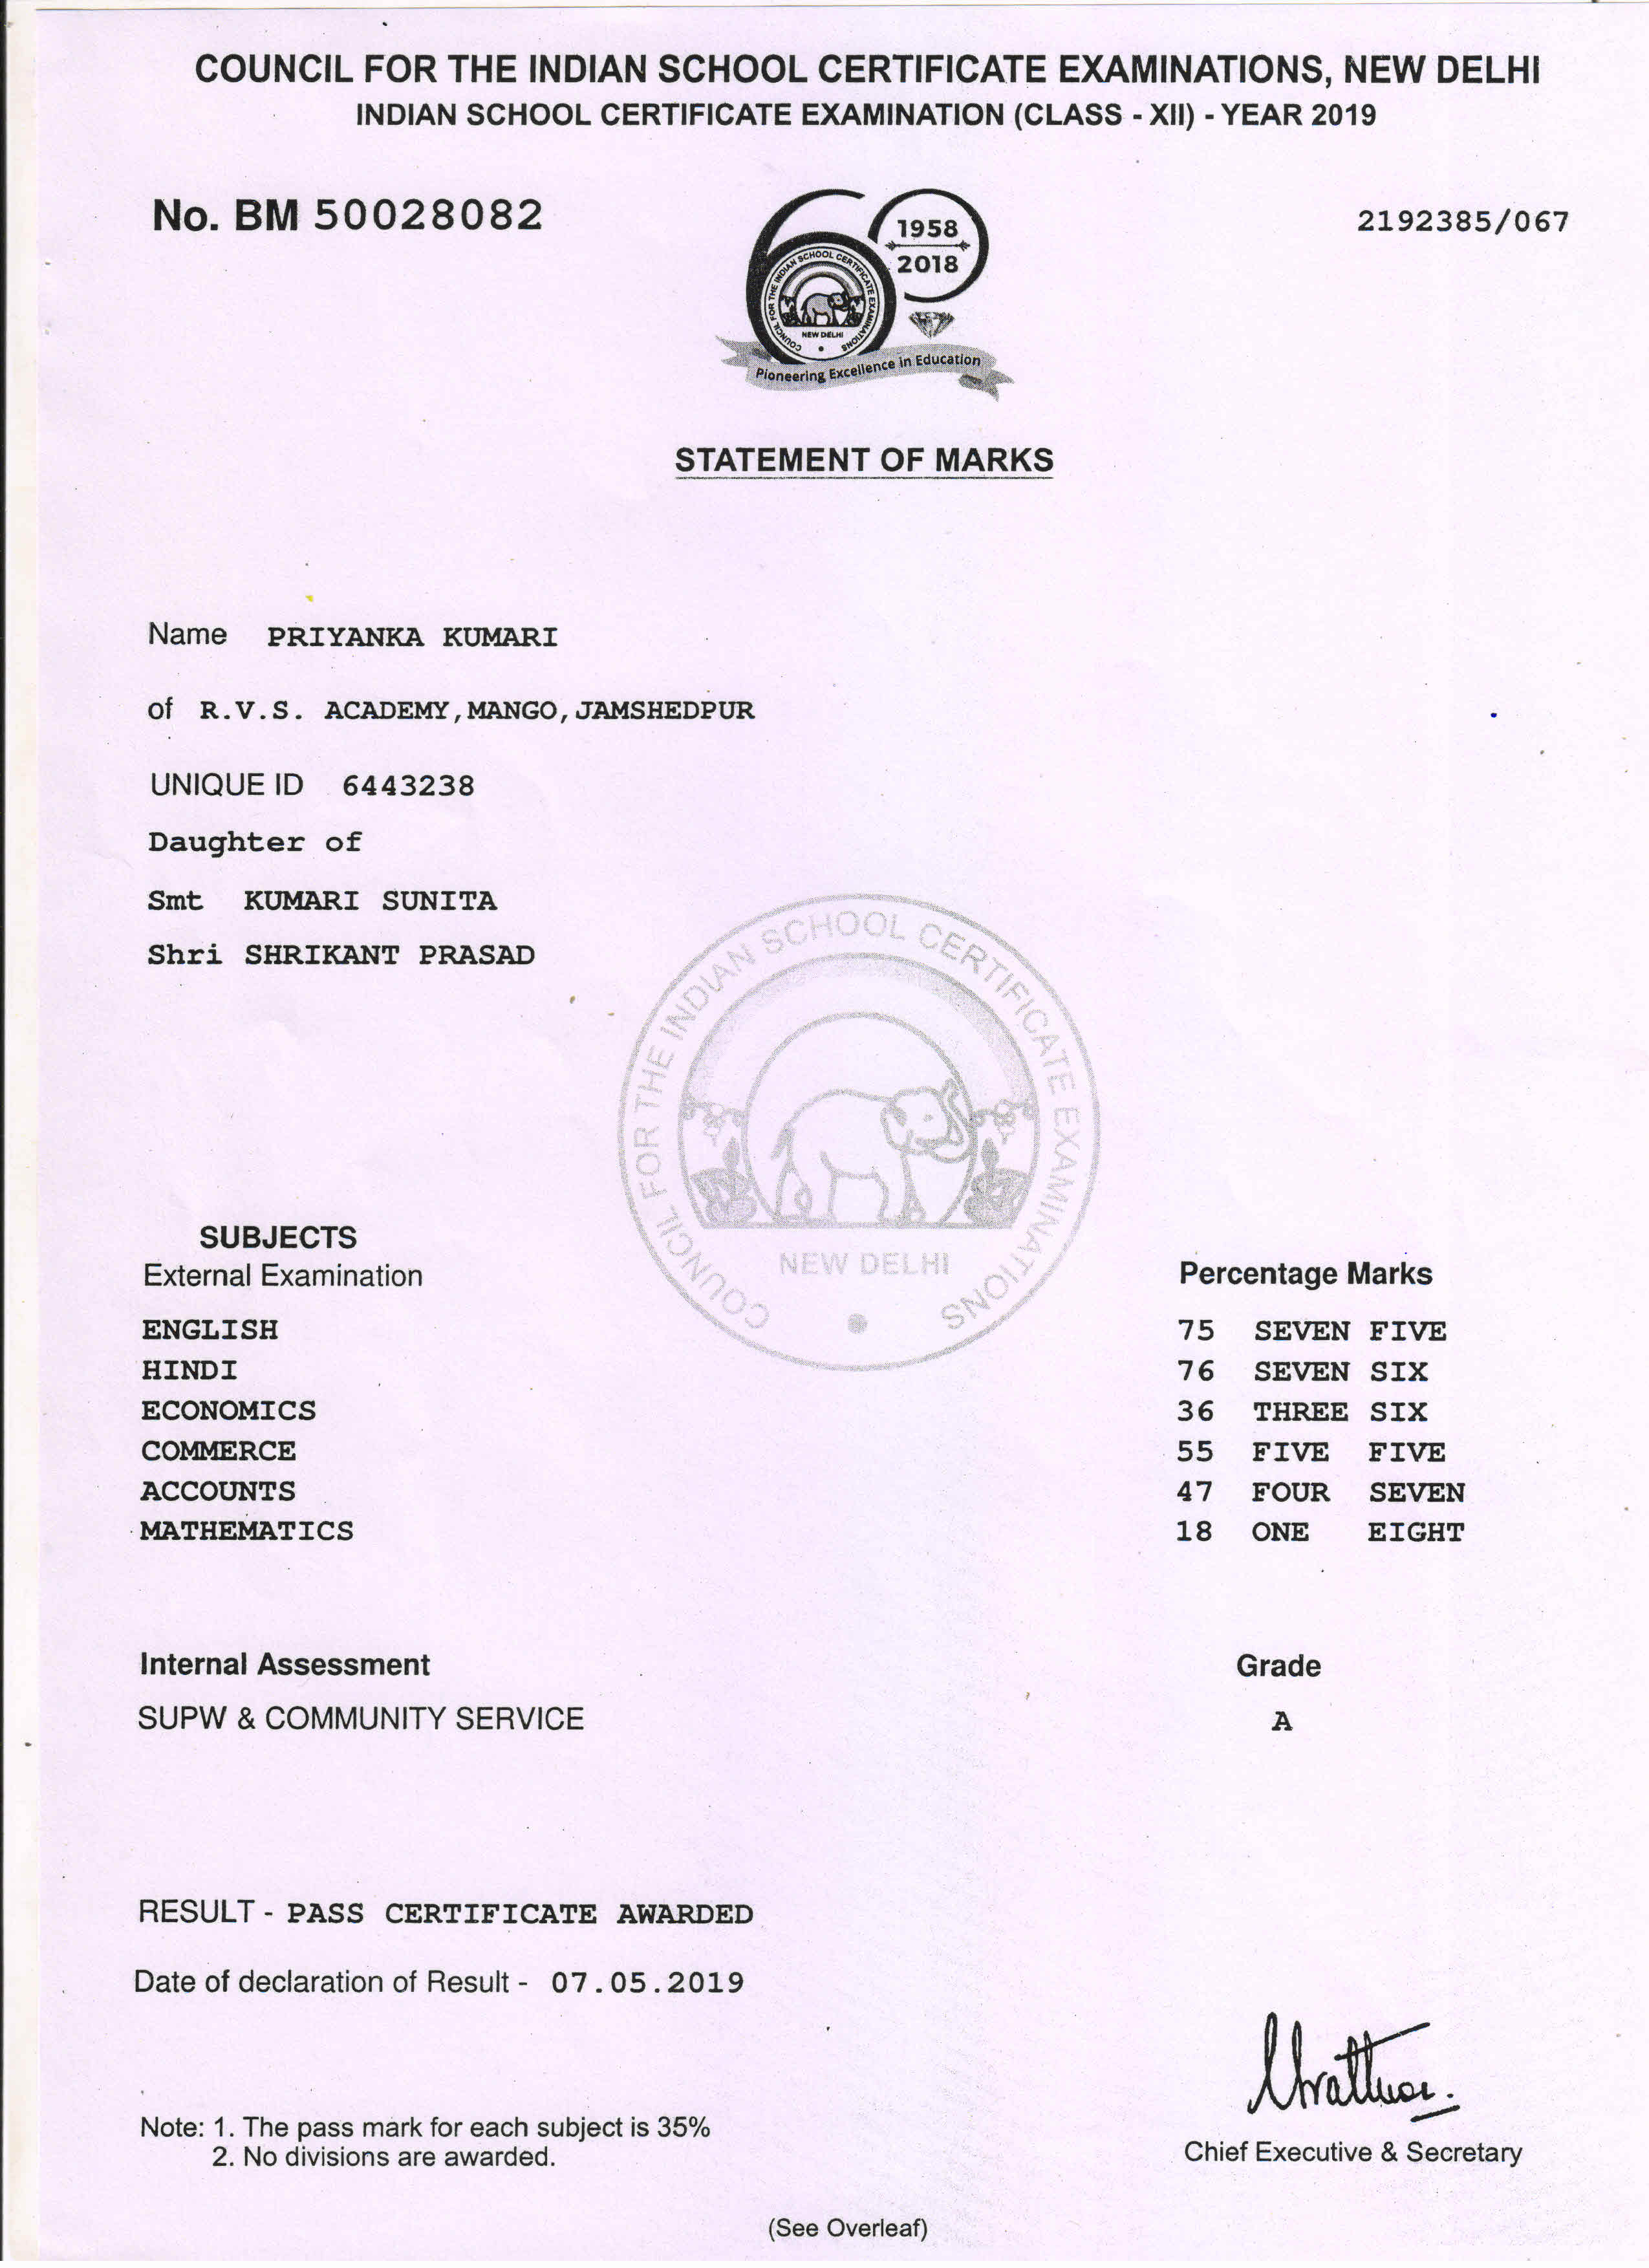 COUNCIL FOR THE INDIAN SCHOOL CERTIFICATE EXAMINATIONS, NEW DELHI
INDIAN SCHOOL CERTIFICATE EXAMINATION (CLASS - XII) - YEAR 2019
No. BM 50028082
2192385/067
1958
2018
COUNCIL FOR THE INDIAN SCHOOL CERTIFICATE EXAMINATIONS
NEW DELHI
Pioneering Excellence in Education
STATEMENT OF MARKS
Name PRIYANKA KUMARI
of R.V.S. ACADEMY,MANGO,JAMSHEDPUR
UNIQUE ID 6443238
Daughter of
Smt KUMARI SUNITA
Shri SHRIKANT PRASAD
COUNCIL FOR THE INDIAN SCHOOL CERTIFICATE EXAMINATIONS
NEW DELHI
SUBJECTS
External Examination Percentage Marks
ENGLISH 75 SEVEN FIVE
HINDI 76 SEVEN SIX
ECONOMICS 36 THREE SIX
COMMERCE 55 FIVE FIVE
ACCOUNTS 47 FOUR SEVEN
MATHEMATICS 18 ONE EIGHT
Internal Assessment Grade
SUPW & COMMUNITY SERVICE A
RESULT - PASS CERTIFICATE AWARDED
Date of declaration of Result - 07.05.2019
Note: 1. The pass mark for each subject is 35%
2. No divisions are awarded.
Chief Executive & Secretary
(See Overleaf)